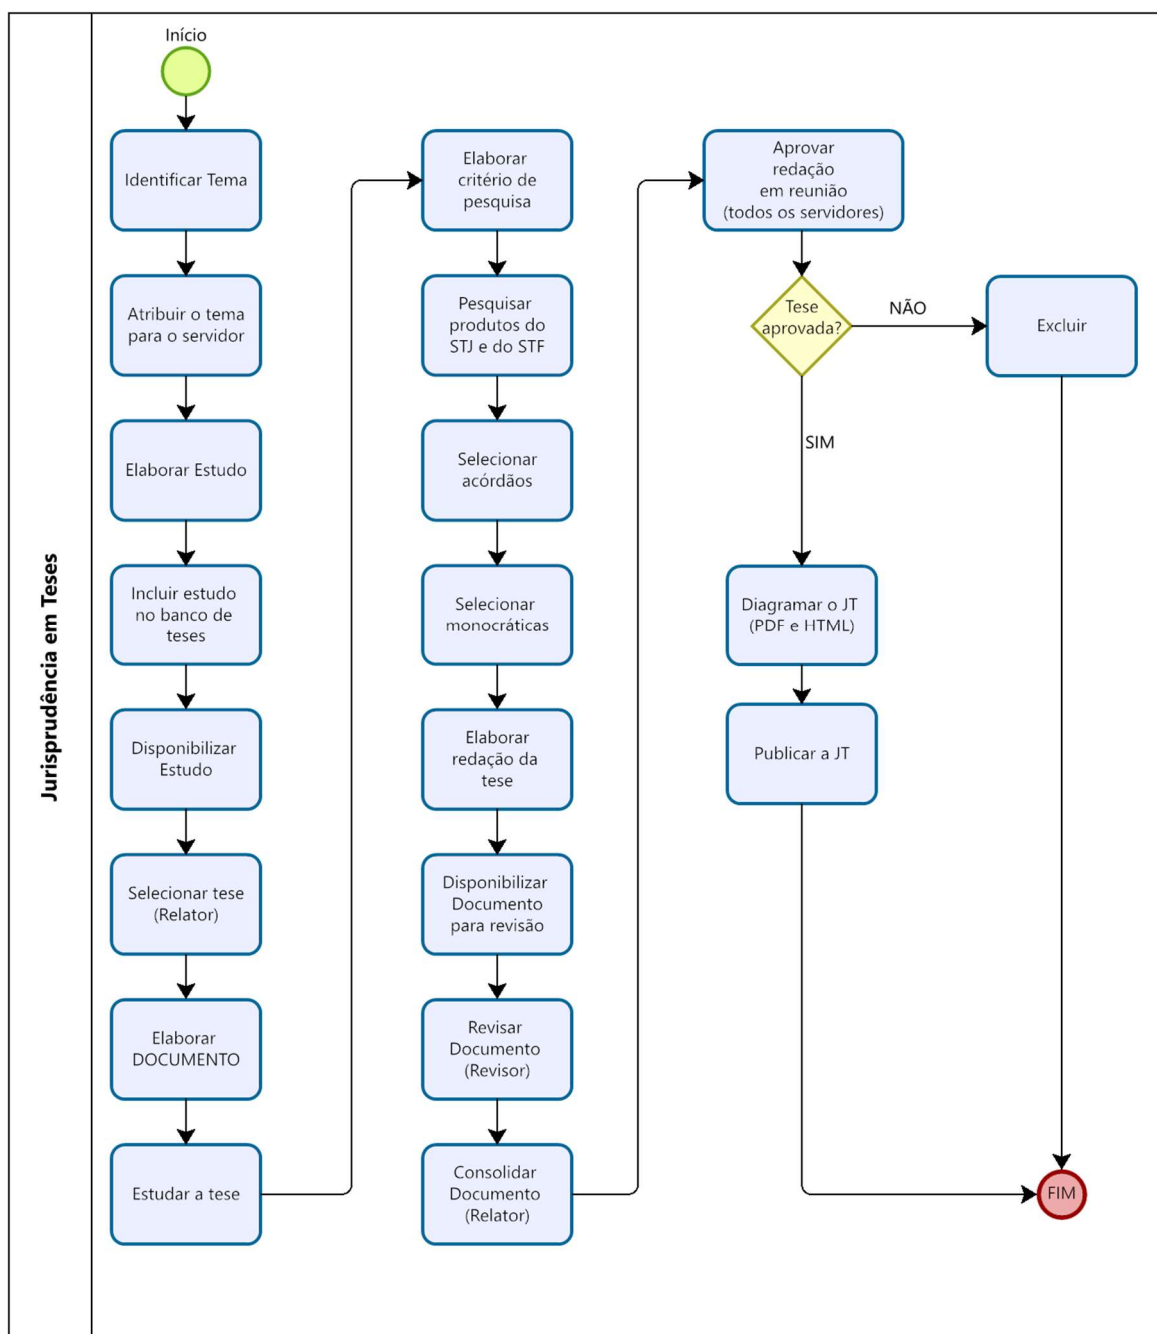 Jurisprudência em Teses
Início
Identificar Tema
Atribuir o tema
para o servidor
Elaborar Estudo
Incluir estudo
no banco de
teses
Disponibilizar
Estudo
Selecionar tese
(Relator)
Elaborar
DOCUMENTO
Estudar a tese
Elaborar
critério de
pesquisa
Pesquisar
produtos do
STJ e do STF
Selecionar
acórdãos
Selecionar
monocráticas
Elaborar
redação da
tese
Disponibilizar
Documento
para revisão
Revisar
Documento
(Revisor)
Consolidar
Documento
(Relator)
Aprovar
redação
em reunião
(todos os servidores)
Tese
aprovada?
NÃO
Excluir
SIM
Diagramar o JT
(PDF e HTML)
Publicar a JT
FIM